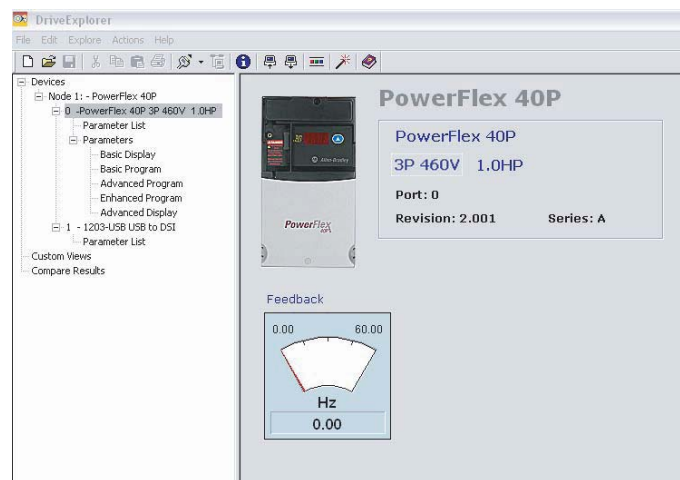 DriveExplorer
File Edit Explore Actions Help
Devices
Node 1: - PowerFlex 40P
0 -PowerFlex 40P 3P 460V 1.0HP
Parameter List
Parameters
Basic Display
Basic Program
Advanced Program
Enhanced Program
Advanced Display
1 - 1203-USB USB to DSI
Parameter List
Custom Views
Compare Results
PowerFlex 40P
PowerFlex 40P
3P 460V 1.0HP
Port: 0
Revision: 2.001 Series: A
Allen-Bradley
PowerFlex
Feedback
0.00 60.00
Hz
0.00